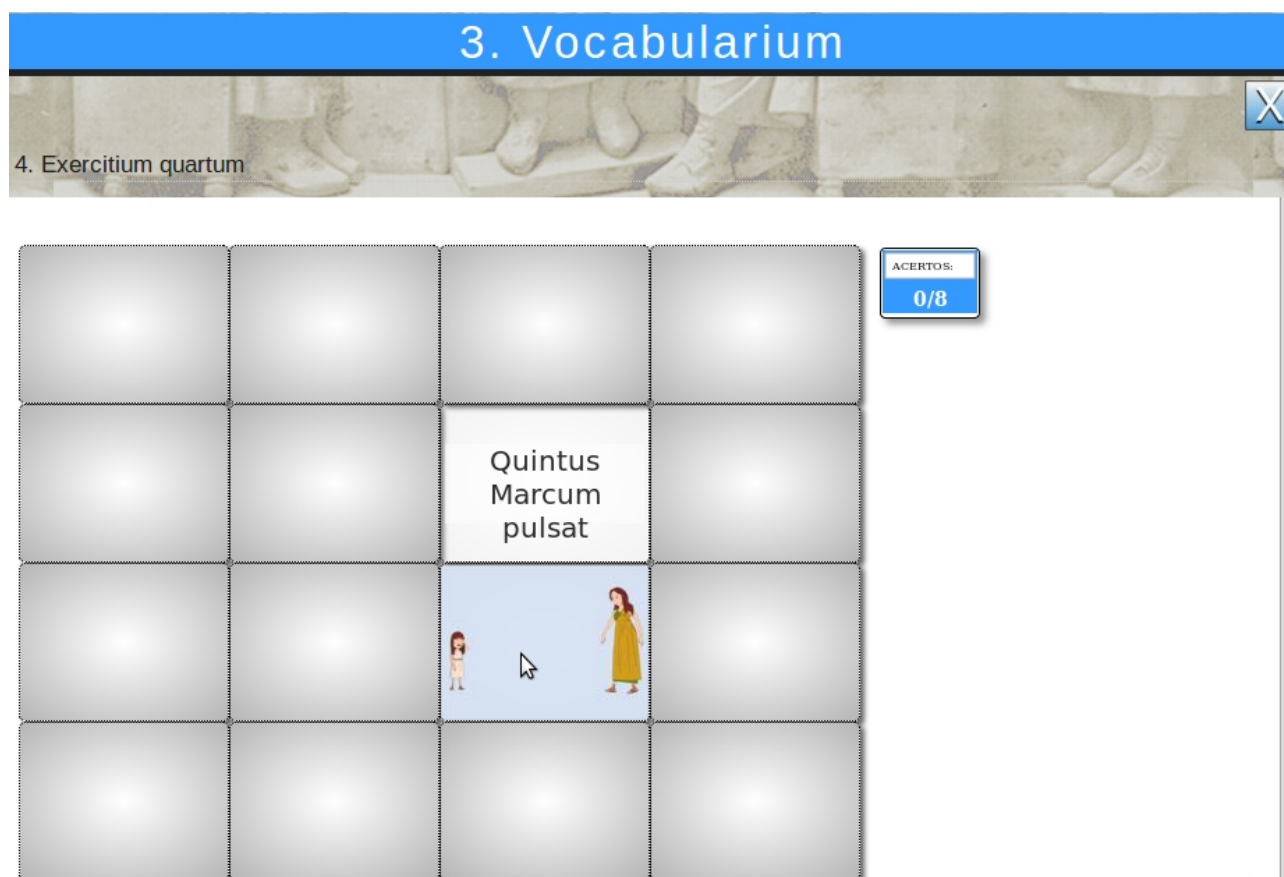 3. Vocabularium
X
4. Exercitium quartum
ACERTOS:
0/8
Quintus
Marcum
pulsat